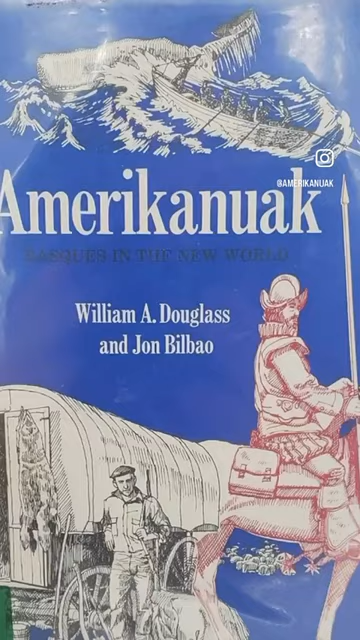 @AMERIKANUAK
Amerikanuak
BASQUES IN THE NEW WORLD
William A. Douglass
and Jon Bilbao